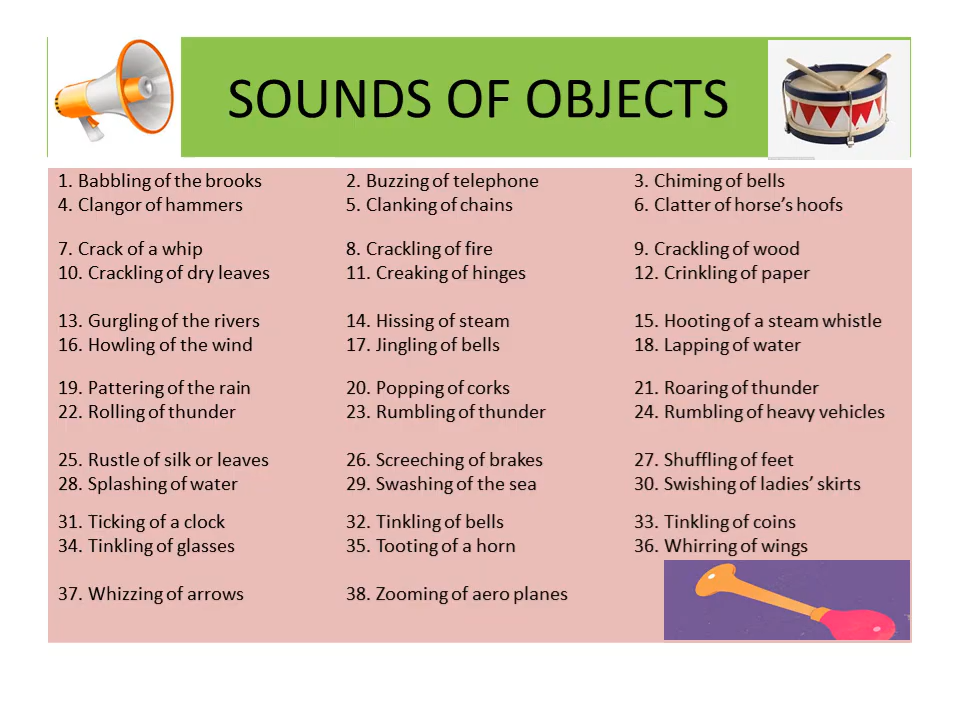 SOUNDS OF OBJECTS
1. Babbling of the brooks 2. Buzzing of telephone 3. Chiming of bells
4. Clangor of hammers 5. Clanking of chains 6. Clatter of horse’s hoofs
7. Crack of a whip 8. Crackling of fire 9. Crackling of wood
10. Crackling of dry leaves 11. Creaking of hinges 12. Crinkling of paper
13. Gurgling of the rivers 14. Hissing of steam 15. Hooting of a steam whistle
16. Howling of the wind 17. Jingling of bells 18. Lapping of water
19. Pattering of the rain 20. Popping of corks 21. Roaring of thunder
22. Rolling of thunder 23. Rumbling of thunder 24. Rumbling of heavy vehicles
25. Rustle of silk or leaves 26. Screeching of brakes 27. Shuffling of feet
28. Splashing of water 29. Swashing of the sea 30. Swishing of ladies’ skirts
31. Ticking of a clock 32. Tinkling of bells 33. Tinkling of coins
34. Tinkling of glasses 35. Tooting of a horn 36. Whirring of wings
37. Whizzing of arrows 38. Zooming of aero planes